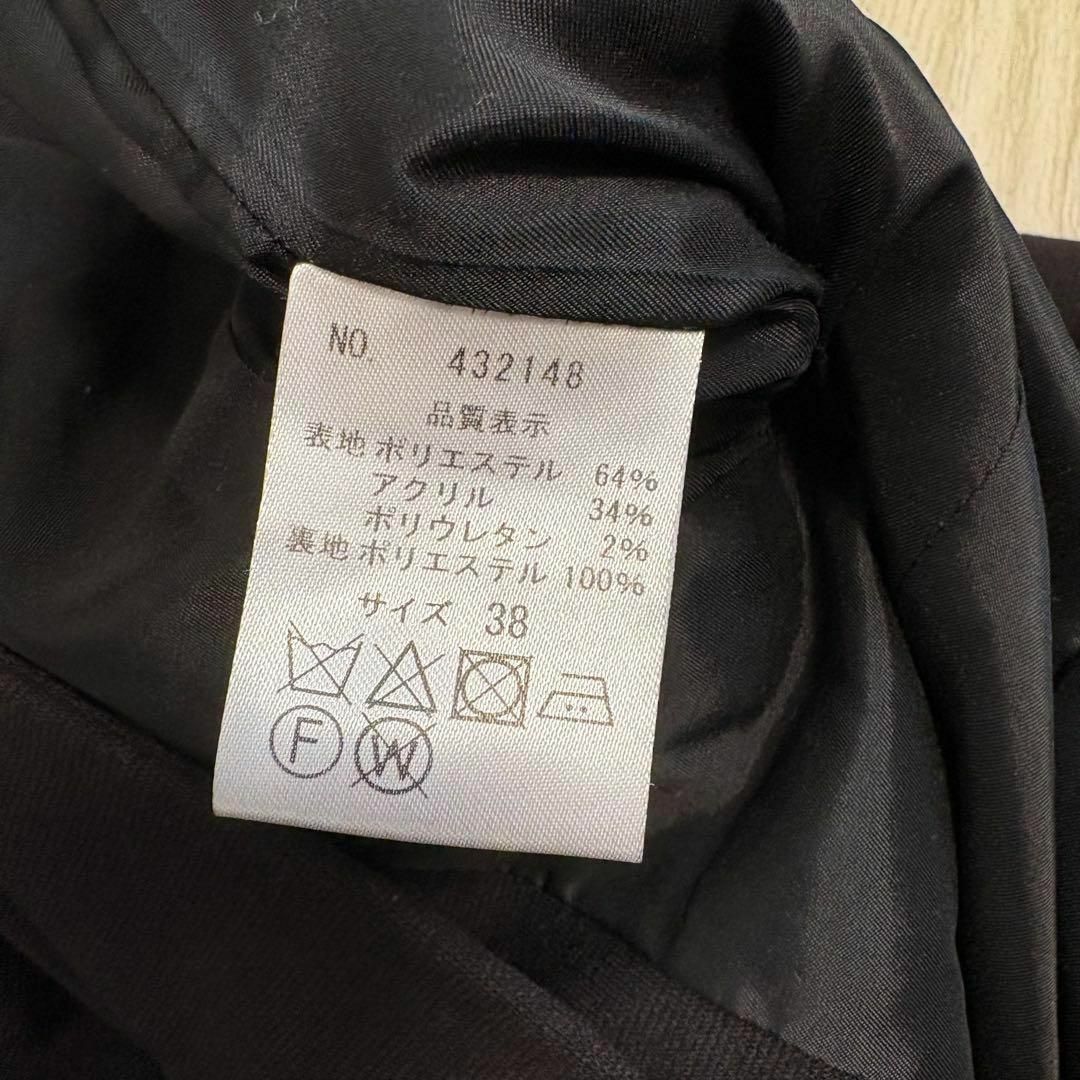 NO. 432148
品質表示
表地 ポリエステル 64%
アクリル 34%
ポリウレタン 2%
裏地 ポリエステル 100%
サイズ 38
F W